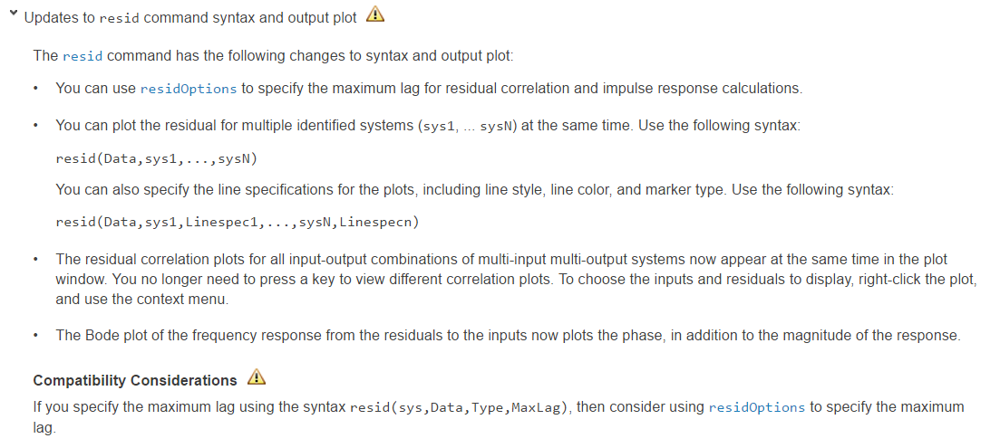 Updates to resid command syntax and output plot
The resid command has the following changes to syntax and output plot:
• You can use residOptions to specify the maximum lag for residual correlation and impulse response calculations.
• You can plot the residual for multiple identified systems (sys1, ... sysN) at the same time. Use the following syntax:
resid(Data,sys1,...,sysN)
You can also specify the line specifications for the plots, including line style, line color, and marker type. Use the following syntax:
resid(Data,sys1,Linespec1,...,sysN,Linespecn)
• The residual correlation plots for all input-output combinations of multi-input multi-output systems now appear at the same time in the plot
window. You no longer need to press a key to view different correlation plots. To choose the inputs and residuals to display, right-click the plot,
and use the context menu.
• The Bode plot of the frequency response from the residuals to the inputs now plots the phase, in addition to the magnitude of the response.
Compatibility Considerations
If you specify the maximum lag using the syntax resid(sys,Data,Type,MaxLag), then consider using residOptions to specify the maximum
lag.